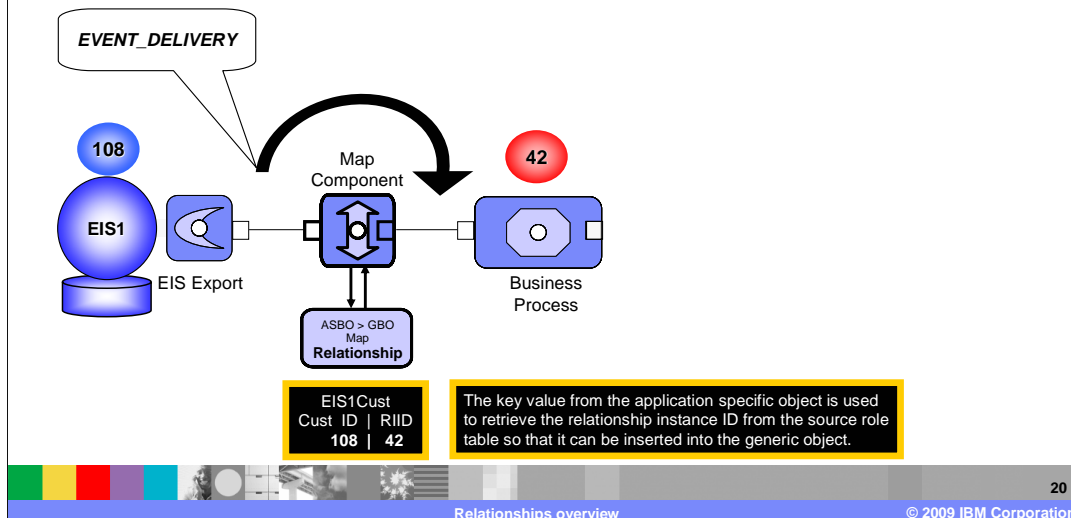 EVENT_DELIVERY
108
42
Map
Component
EIS1
EIS Export
Business
Process
ASBO > GBO
Map
Relationship
EIS1Cust
Cust ID | RIID
108 | 42
The key value from the application specific object is used
to retrieve the relationship instance ID from the source role
table so that it can be inserted into the generic object.
20
Relationships overview
© 2009 IBM Corporation